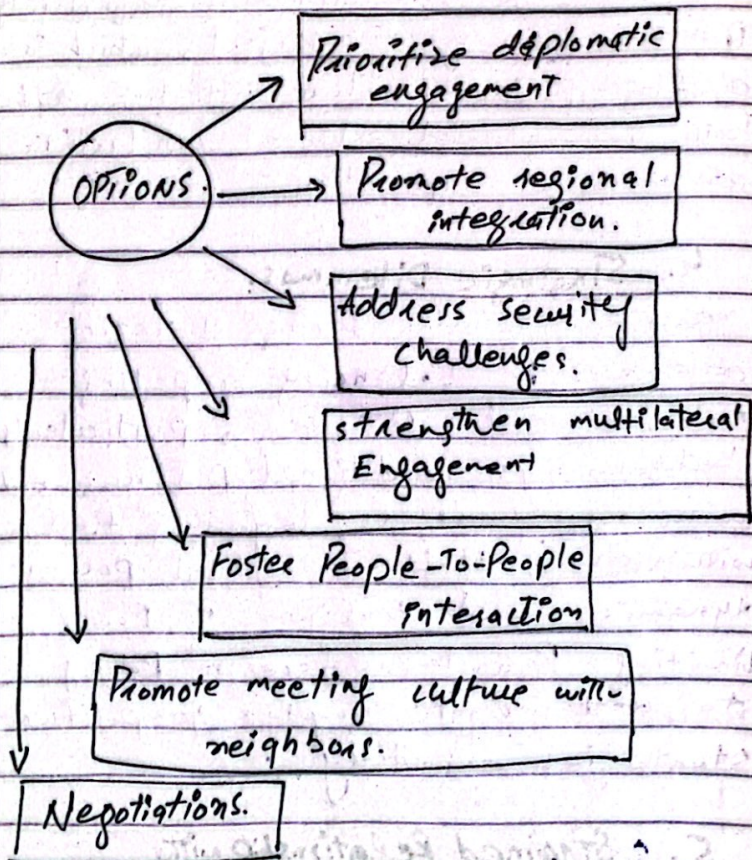 Prioritize diplomatic
engagement
OPTIONS.
Promote regional
integration.
Address security
challenges.
strengthen multilateral
Engagement
Foster People-To-People
interaction
Promote meeting culture with
neighbors.
Negotiations.